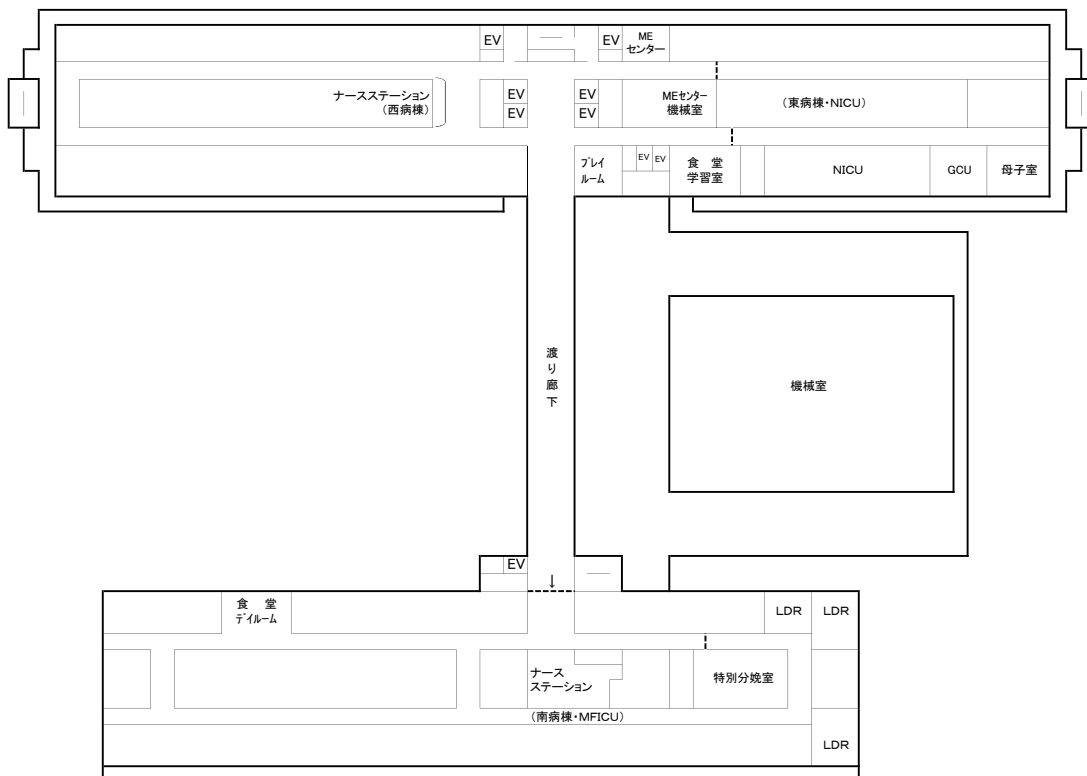 EV
EV
ME
センター
ナースステーション
(西病棟)
EV
EV
EV
EV
MEセンター
機械室
(東病棟・NICU)
プレイ
ルーム
EV
EV
食 堂
学習室
NICU
GCU
母子室
渡り廊下
機械室
EV
↓
食 堂
デイルーム
LDR
LDR
ナース
ステーション
特別分娩室
(南病棟・MFICU)
LDR